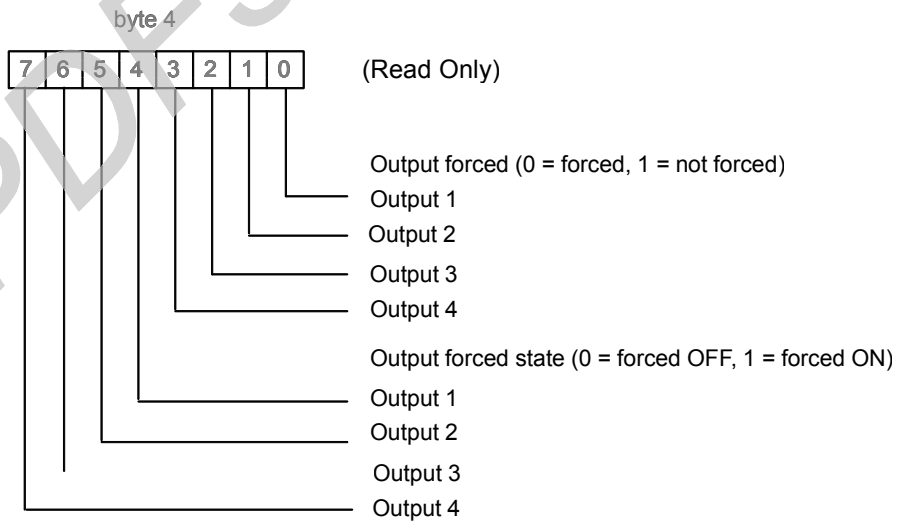 byte 4
7 6 5 4 3 2 1 0 (Read Only)
Output forced (0 = forced, 1 = not forced)
Output 1
Output 2
Output 3
Output 4
Output forced state (0 = forced OFF, 1 = forced ON)
Output 1
Output 2
Output 3
Output 4